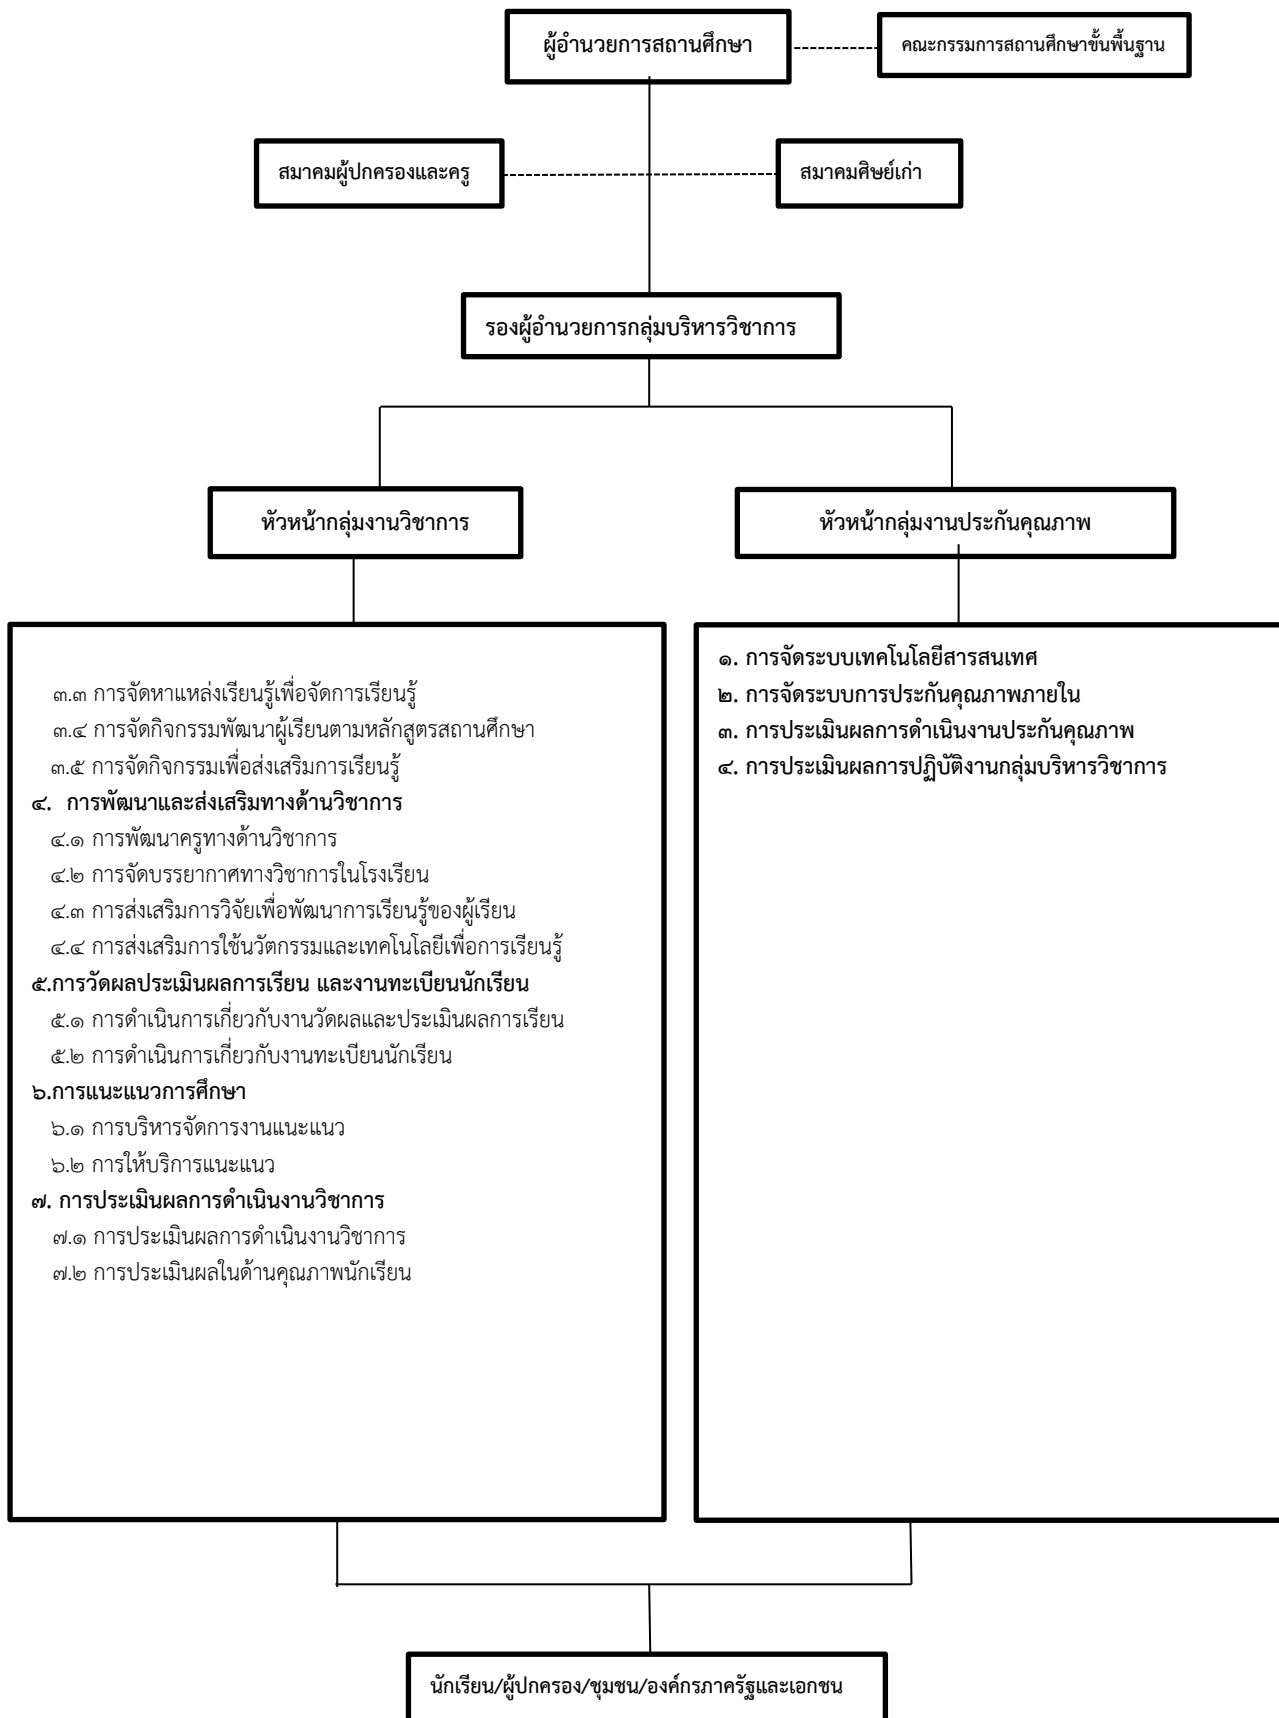 ผู้อำนวยการสถานศึกษา
คณะกรรมการสถานศึกษาขั้นพื้นฐาน
สมาคมผู้ปกครองและครู
สมาคมศิษย์เก่า
รองผู้อำนวยการกลุ่มบริหารวิชาการ
หัวหน้ากลุ่มงานวิชาการ
หัวหน้ากลุ่มงานประกันคุณภาพ
๓.๓ การจัดหาแหล่งเรียนรู้เพื่อจัดการเรียนรู้
๓.๔ การจัดกิจกรรมพัฒนาผู้เรียนตามหลักสูตรสถานศึกษา
๓.๕ การจัดกิจกรรมเพื่อส่งเสริมการเรียนรู้
๔. การพัฒนาและส่งเสริมทางด้านวิชาการ
๔.๑ การพัฒนาครูทางด้านวิชาการ
๔.๒ การจัดบรรยากาศทางวิชาการในโรงเรียน
๔.๓ การส่งเสริมการวิจัยเพื่อพัฒนาการเรียนรู้ของผู้เรียน
๔.๔ การส่งเสริมการใช้นวัตกรรมและเทคโนโลยีเพื่อการเรียนรู้
๕.การวัดผลประเมินผลการเรียน และงานทะเบียนนักเรียน
๕.๑ การดำเนินการเกี่ยวกับงานวัดผลและประเมินผลการเรียน
๕.๒ การดำเนินการเกี่ยวกับงานทะเบียนนักเรียน
๖.การแนะแนวการศึกษา
๖.๑ การบริหารจัดการงานแนะแนว
๖.๒ การให้บริการแนะแนว
๗. การประเมินผลการดำเนินงานวิชาการ
๗.๑ การประเมินผลการดำเนินงานวิชาการ
๗.๒ การประเมินผลในด้านคุณภาพนักเรียน
๑. การจัดระบบเทคโนโลยีสารสนเทศ
๒. การจัดระบบการประกันคุณภาพภายใน
๓. การประเมินผลการดำเนินงานประกันคุณภาพ
๔. การประเมินผลการปฏิบัติงานกลุ่มบริหารวิชาการ
นักเรียน/ผู้ปกครอง/ชุมชน/องค์กรภาครัฐและเอกชน